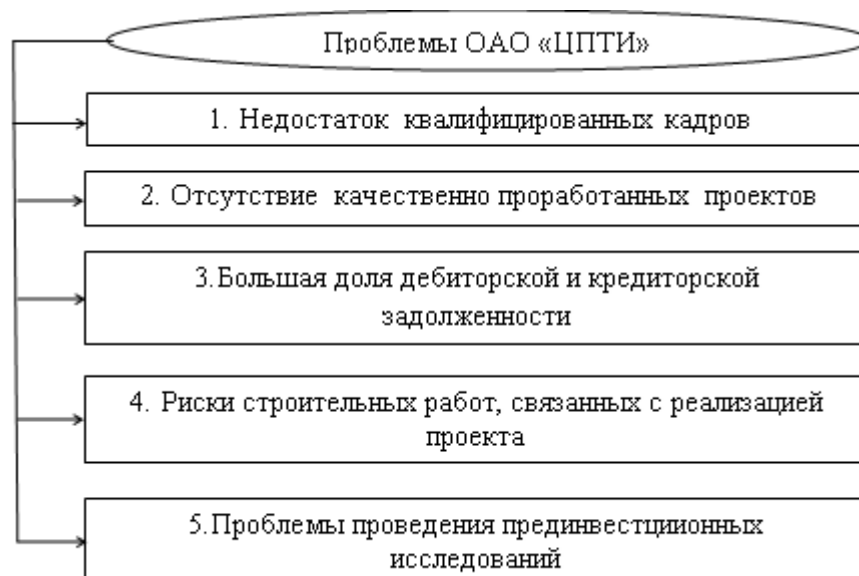 Проблемы ОАО «ЦПТИ»
1. Недостаток квалифицированных кадров
2. Отсутствие качественно проработанных проектов
3.Большая доля дебиторской и кредиторской
задолженности
4. Риски строительных работ, связанных с реализацией
проекта
5.Проблемы проведения прединвестциионных
исследований